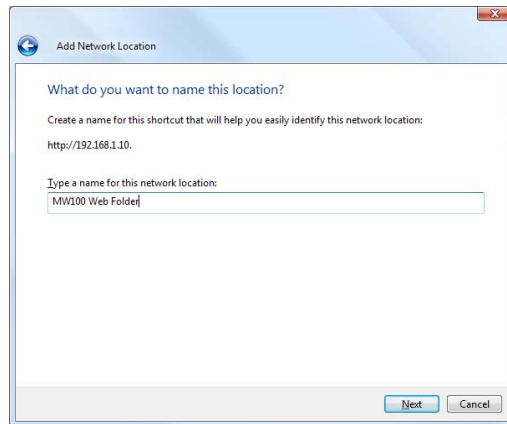 Add Network Location
What do you want to name this location?
Create a name for this shortcut that will help you easily identify this network location:
http://192.168.1.10.
Type a name for this network location:
MW100 Web Folder
Next
Cancel